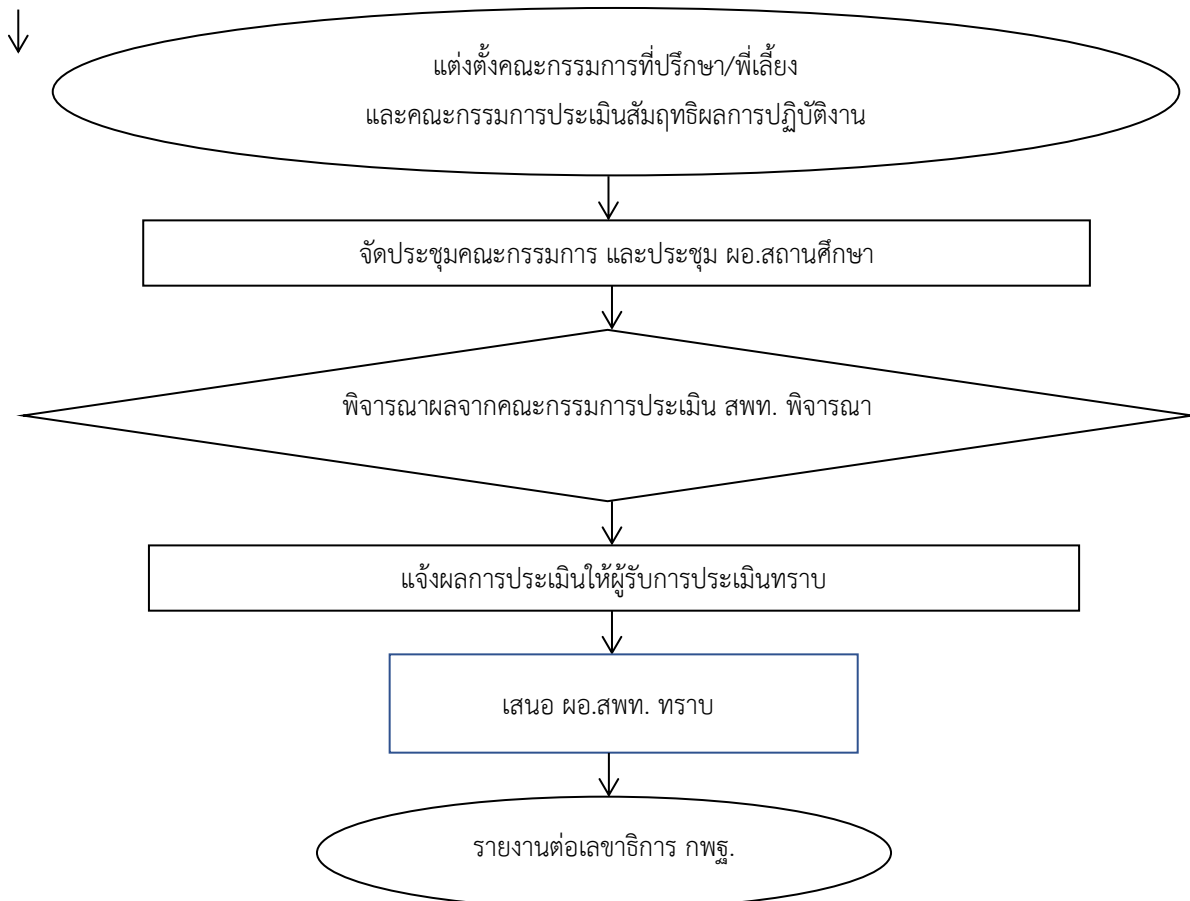 แต่งตั้งคณะกรรมการที่ปรึกษา/พี่เลี้ยง
และคณะกรรมการประเมินสัมฤทธิผลการปฏิบัติงาน
จัดประชุมคณะกรรมการ และประชุม ผอ.สถานศึกษา
พิจารณาผลจากคณะกรรมการประเมิน สพท. พิจารณา
แจ้งผลการประเมินให้ผู้รับการประเมินทราบ
เสนอ ผอ.สพท. ทราบ
รายงานต่อเลขาธิการ กพฐ.